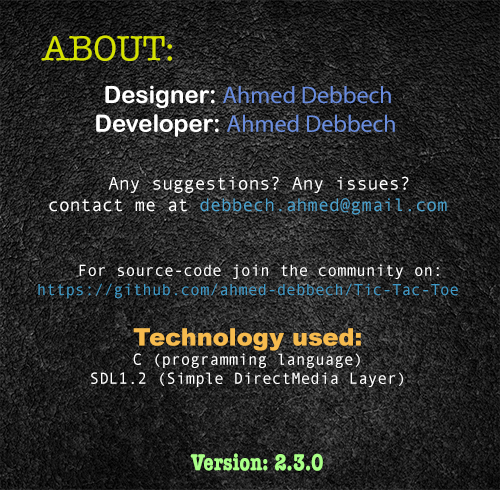 ABOUT:
Designer: Ahmed Debbech
Developer: Ahmed Debbech
Any suggestions? Any issues?
contact me at debbech.ahmed@gmail.com
For source-code join the community on:
https://github.com/ahmed-debbech/Tic-Tac-Toe
Technology used:
C (programming language)
SDL1.2 (Simple DirectMedia Layer)
Version: 2.3.0